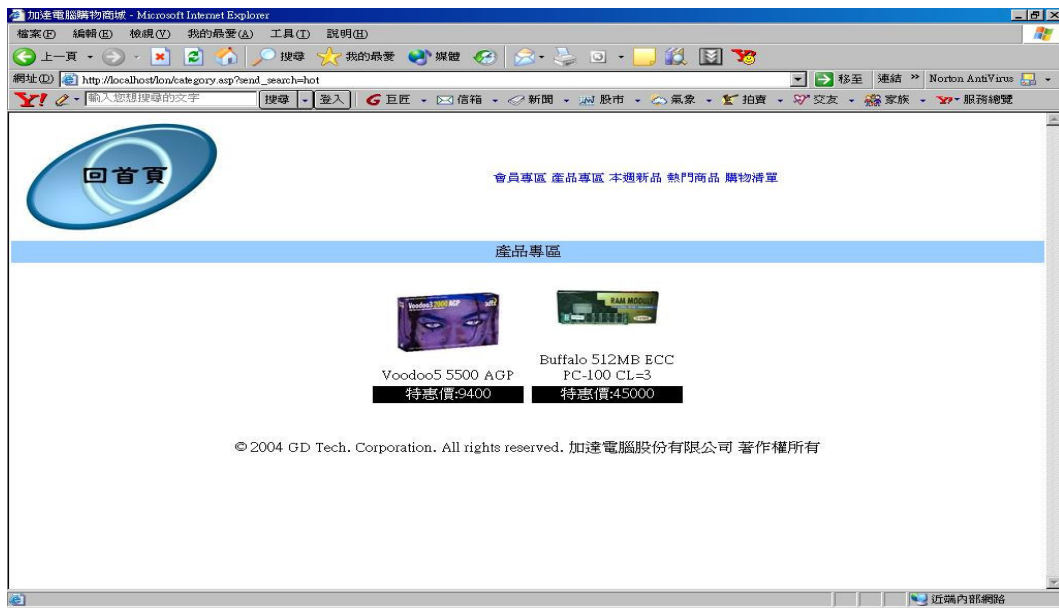 加達電腦購物商城 - Microsoft Internet Explorer
檔案(F) 編輯(E) 檢視(V) 我的最愛(A) 工具(T) 說明(H)
上一頁 搜尋 我的最愛 媒體
網址(D) http://localhost/lon/category.asp?send_search=hot 移至 連結 » Norton AntiVirus
Y! 輸入您想搜尋的文字 搜尋 登入 G 巨匠 信箱 新聞 股市 氣象 拍賣 交友 家族 服務總覽
回首頁
會員專區 產品專區 本週新品 熱門商品 購物清單
產品專區
Voodoo3 2000 AGP
RAM MODULE
Voodoo5 5500 AGP
特惠價:9400
Buffalo 512MB ECC
PC-100 CL=3
特惠價:45000
© 2004 GD Tech. Corporation. All rights reserved. 加達電腦股份有限公司 著作權所有
近端內部網路